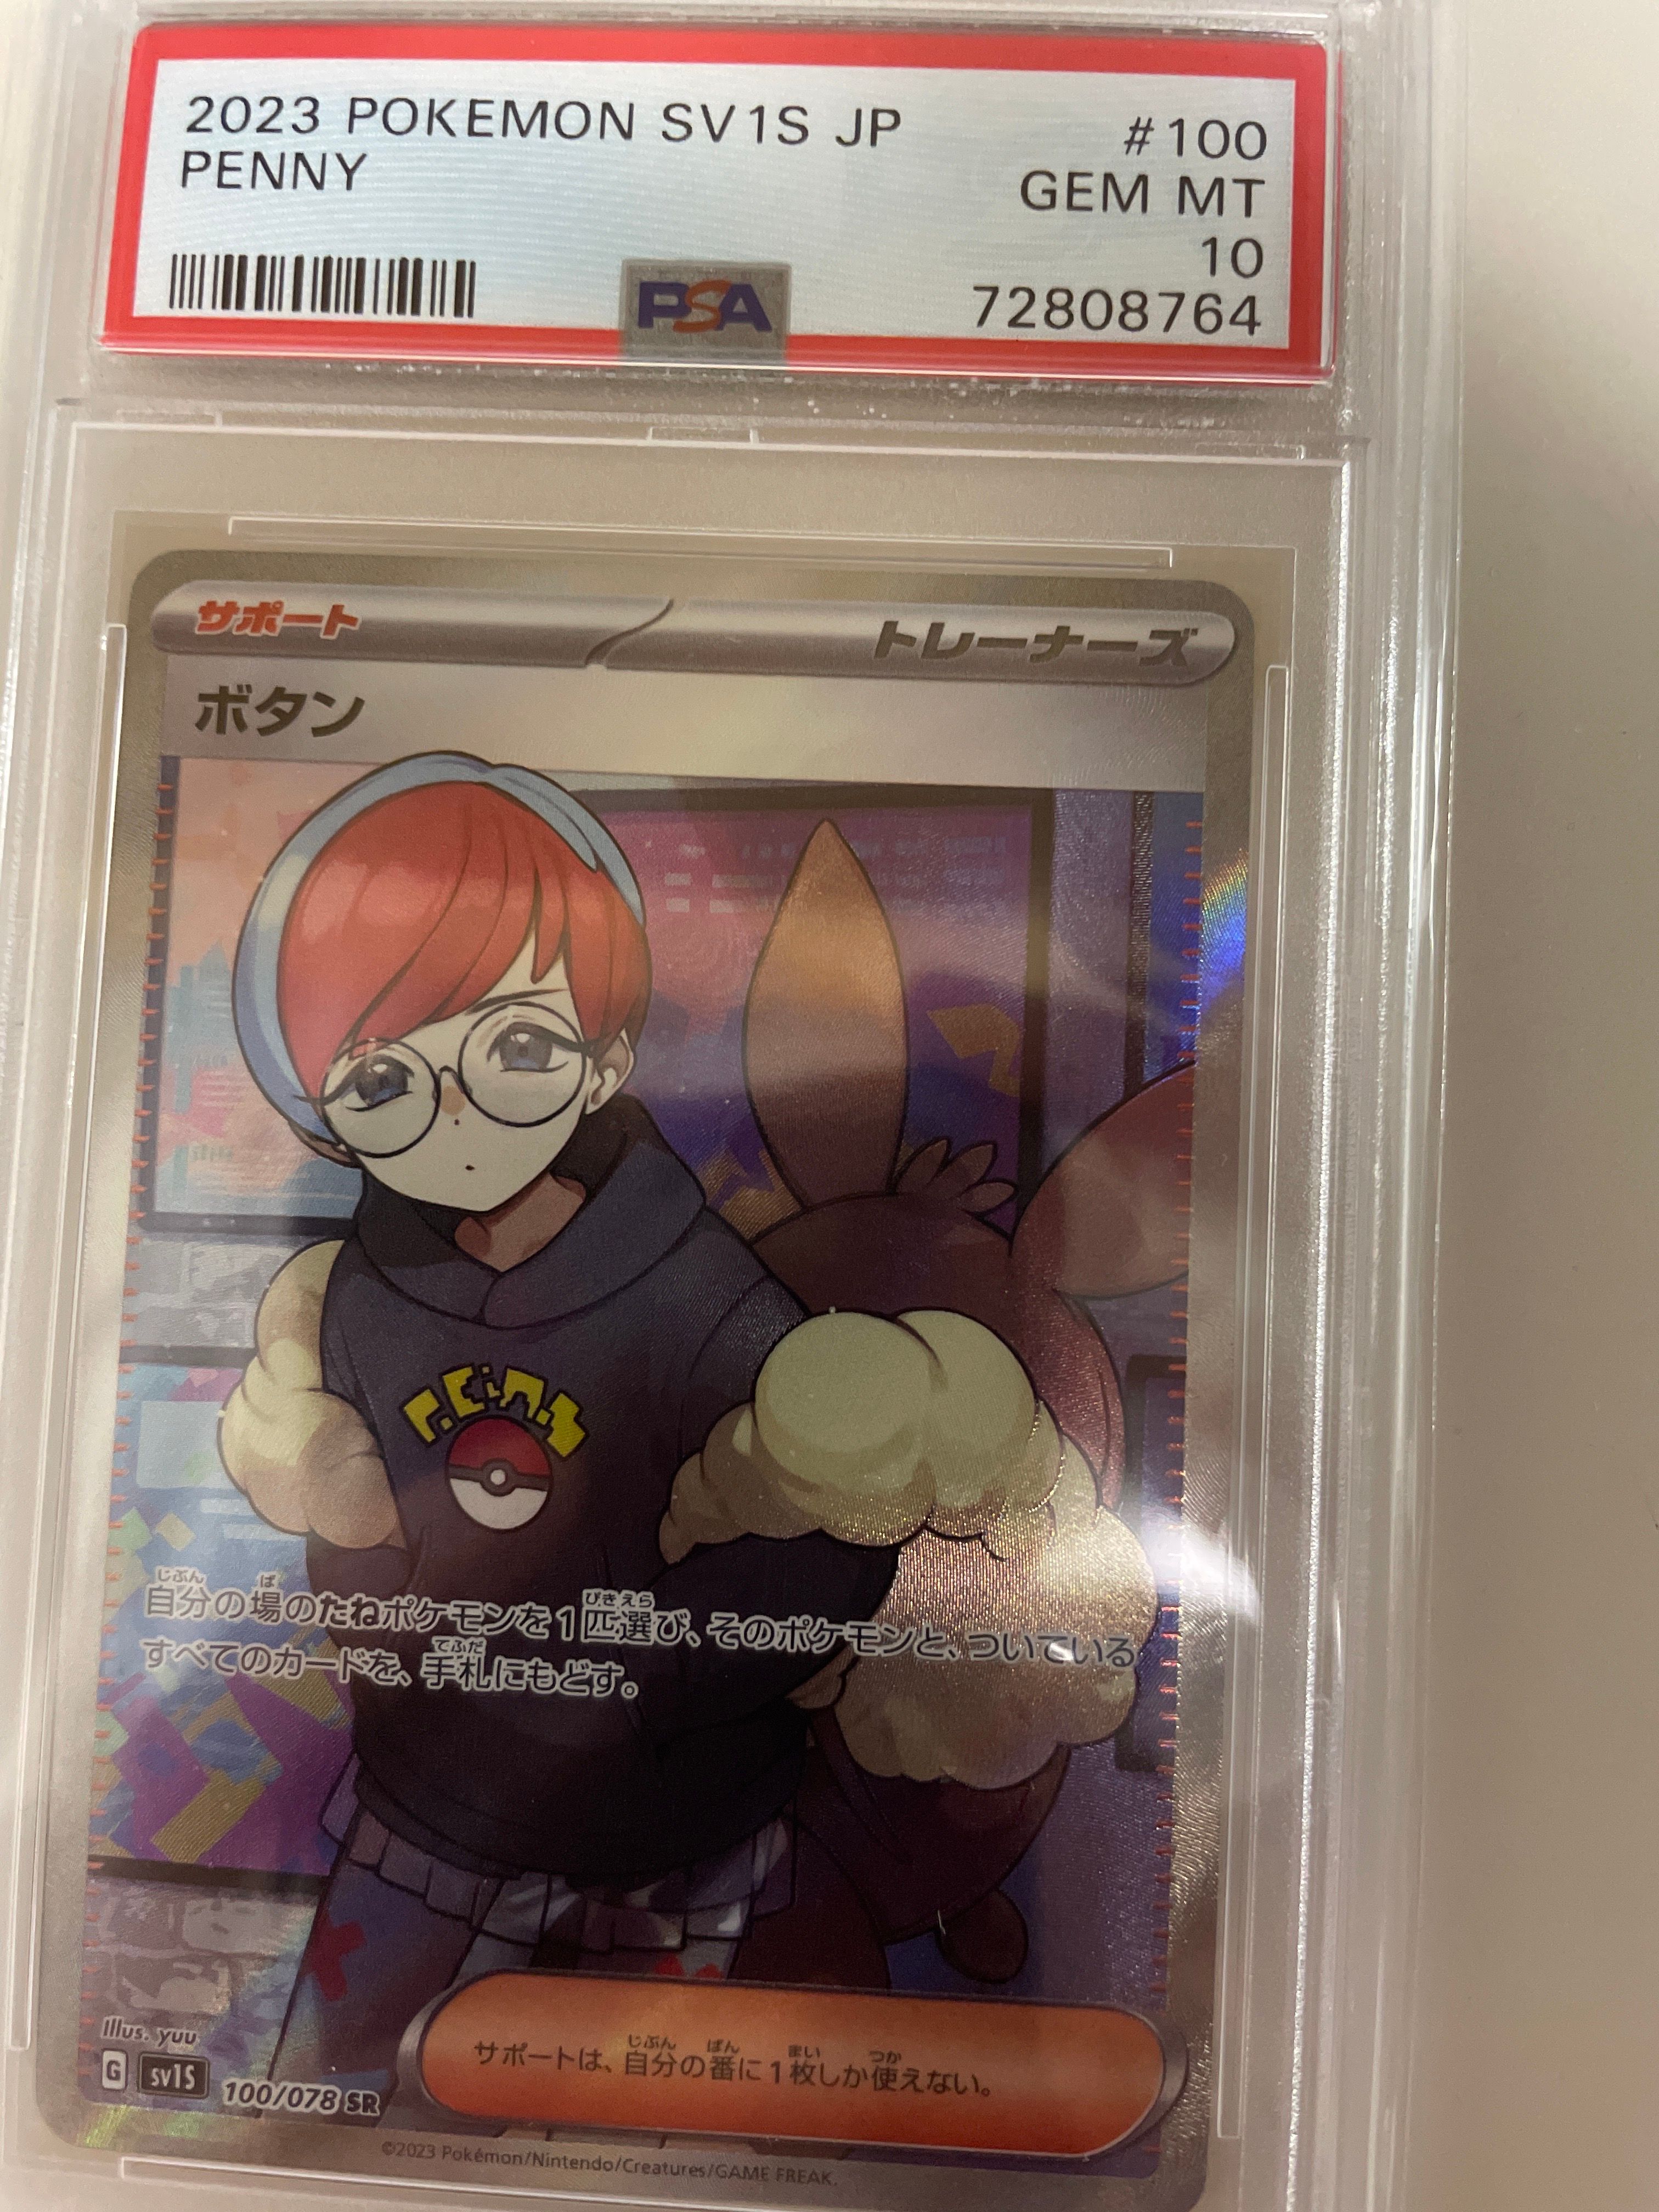 2023 POKEMON SV1S JP #100
PENNY GEM MT
10
PSA 72808764
サポート トレーナーズ
ボタン
自分の場のたねポケモンを1匹選び、そのポケモンと、ついている
すべてのカードを、手札にもどす。
サポートは、自分の番に1枚しか使えない。
Illus. yuu
G sv1S 100/078 SR
©2023 Pokémon/Nintendo/Creatures/GAME FREAK.